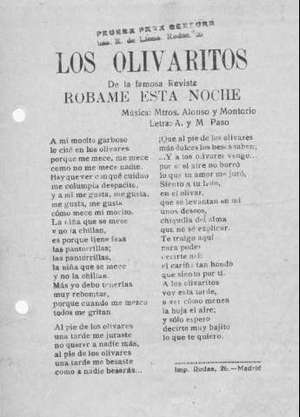 PRUEBA PARA CENSURA
LOS OLIVARITOS
De la famosa Reviste
ROBAME ESTA NOCHE
Música: Mtros. Alonso y Montorio
Letra: A. y M Paso
A mi mocito garboso
le cité en los olivares
porque me mece, me mece
como no me mece nadie.
Hay que ver con qué cuidao
me columpia despacito,
y a mí me gusta, me gusta,
me gusta, me gusta
cómo mece mi mocito.
La niña que se mece
y no la chillan,
es porque tiene feas
las pantorrillas;
las pantorrillas,
la niña que se mece
y no la chillan.
Más yo debo tenerlas
muy rebonitas,
porque cuando me mezco
todos me gritan
Al pie de los olivares
una tarde me juraste
no querer a nadie más,
al pie de los olivares
una tarde me besaste
como a nadie besarás...
¡Que al pie de los olivares
más dulces los besos saben;
...Y a los olivares vengo
por si el aire no borró
lo que tu amor me juró,
Siento a tu lado,
en el olivar,
que se levantan en mi
unos deseos,
chiquilla del alma
que no sé explicar.
Te traigo aquí
para poder
decirte así:
el cariño tan hondo
que siento por ti.
A los olivaritos
voy esta tarde,
a ver cómo menea
la hoja el aire;
y sólo espero
decirte muy bajito
lo que te quiero.
Imp. Rodas, 26.—Madrid